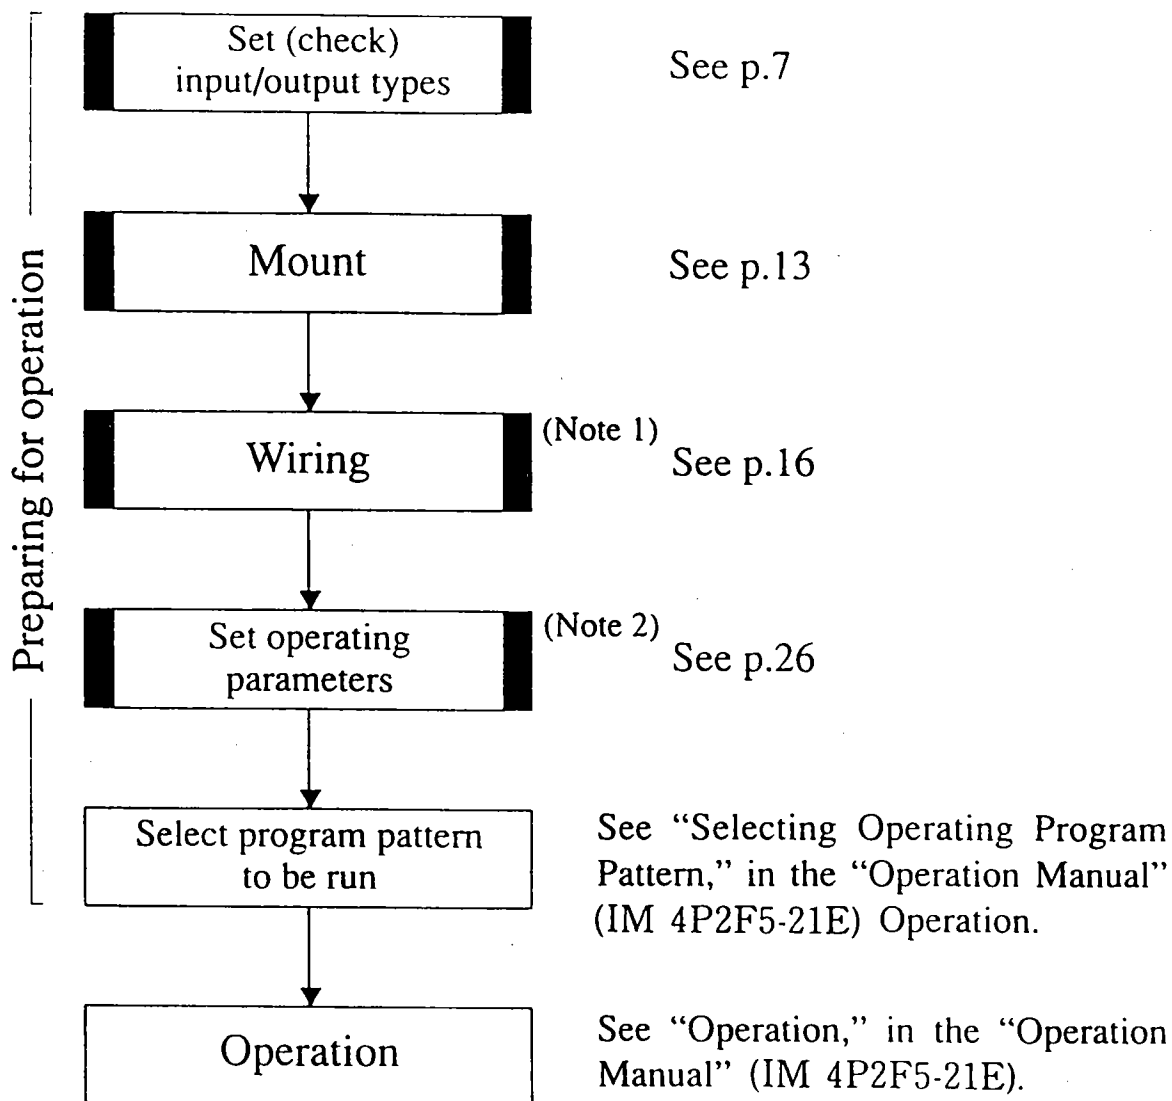 Set (check)
input/output types
See p.7
Mount
See p.13
Preparing for operation
Wiring
(Note 1)
See p.16
Set operating
parameters
(Note 2)
See p.26
Select program pattern
to be run
See “Selecting Operating Program
Pattern,” in the “Operation Manual”
(IM 4P2F5-21E) Operation.
Operation
See “Operation,” in the “Operation
Manual” (IM 4P2F5-21E).